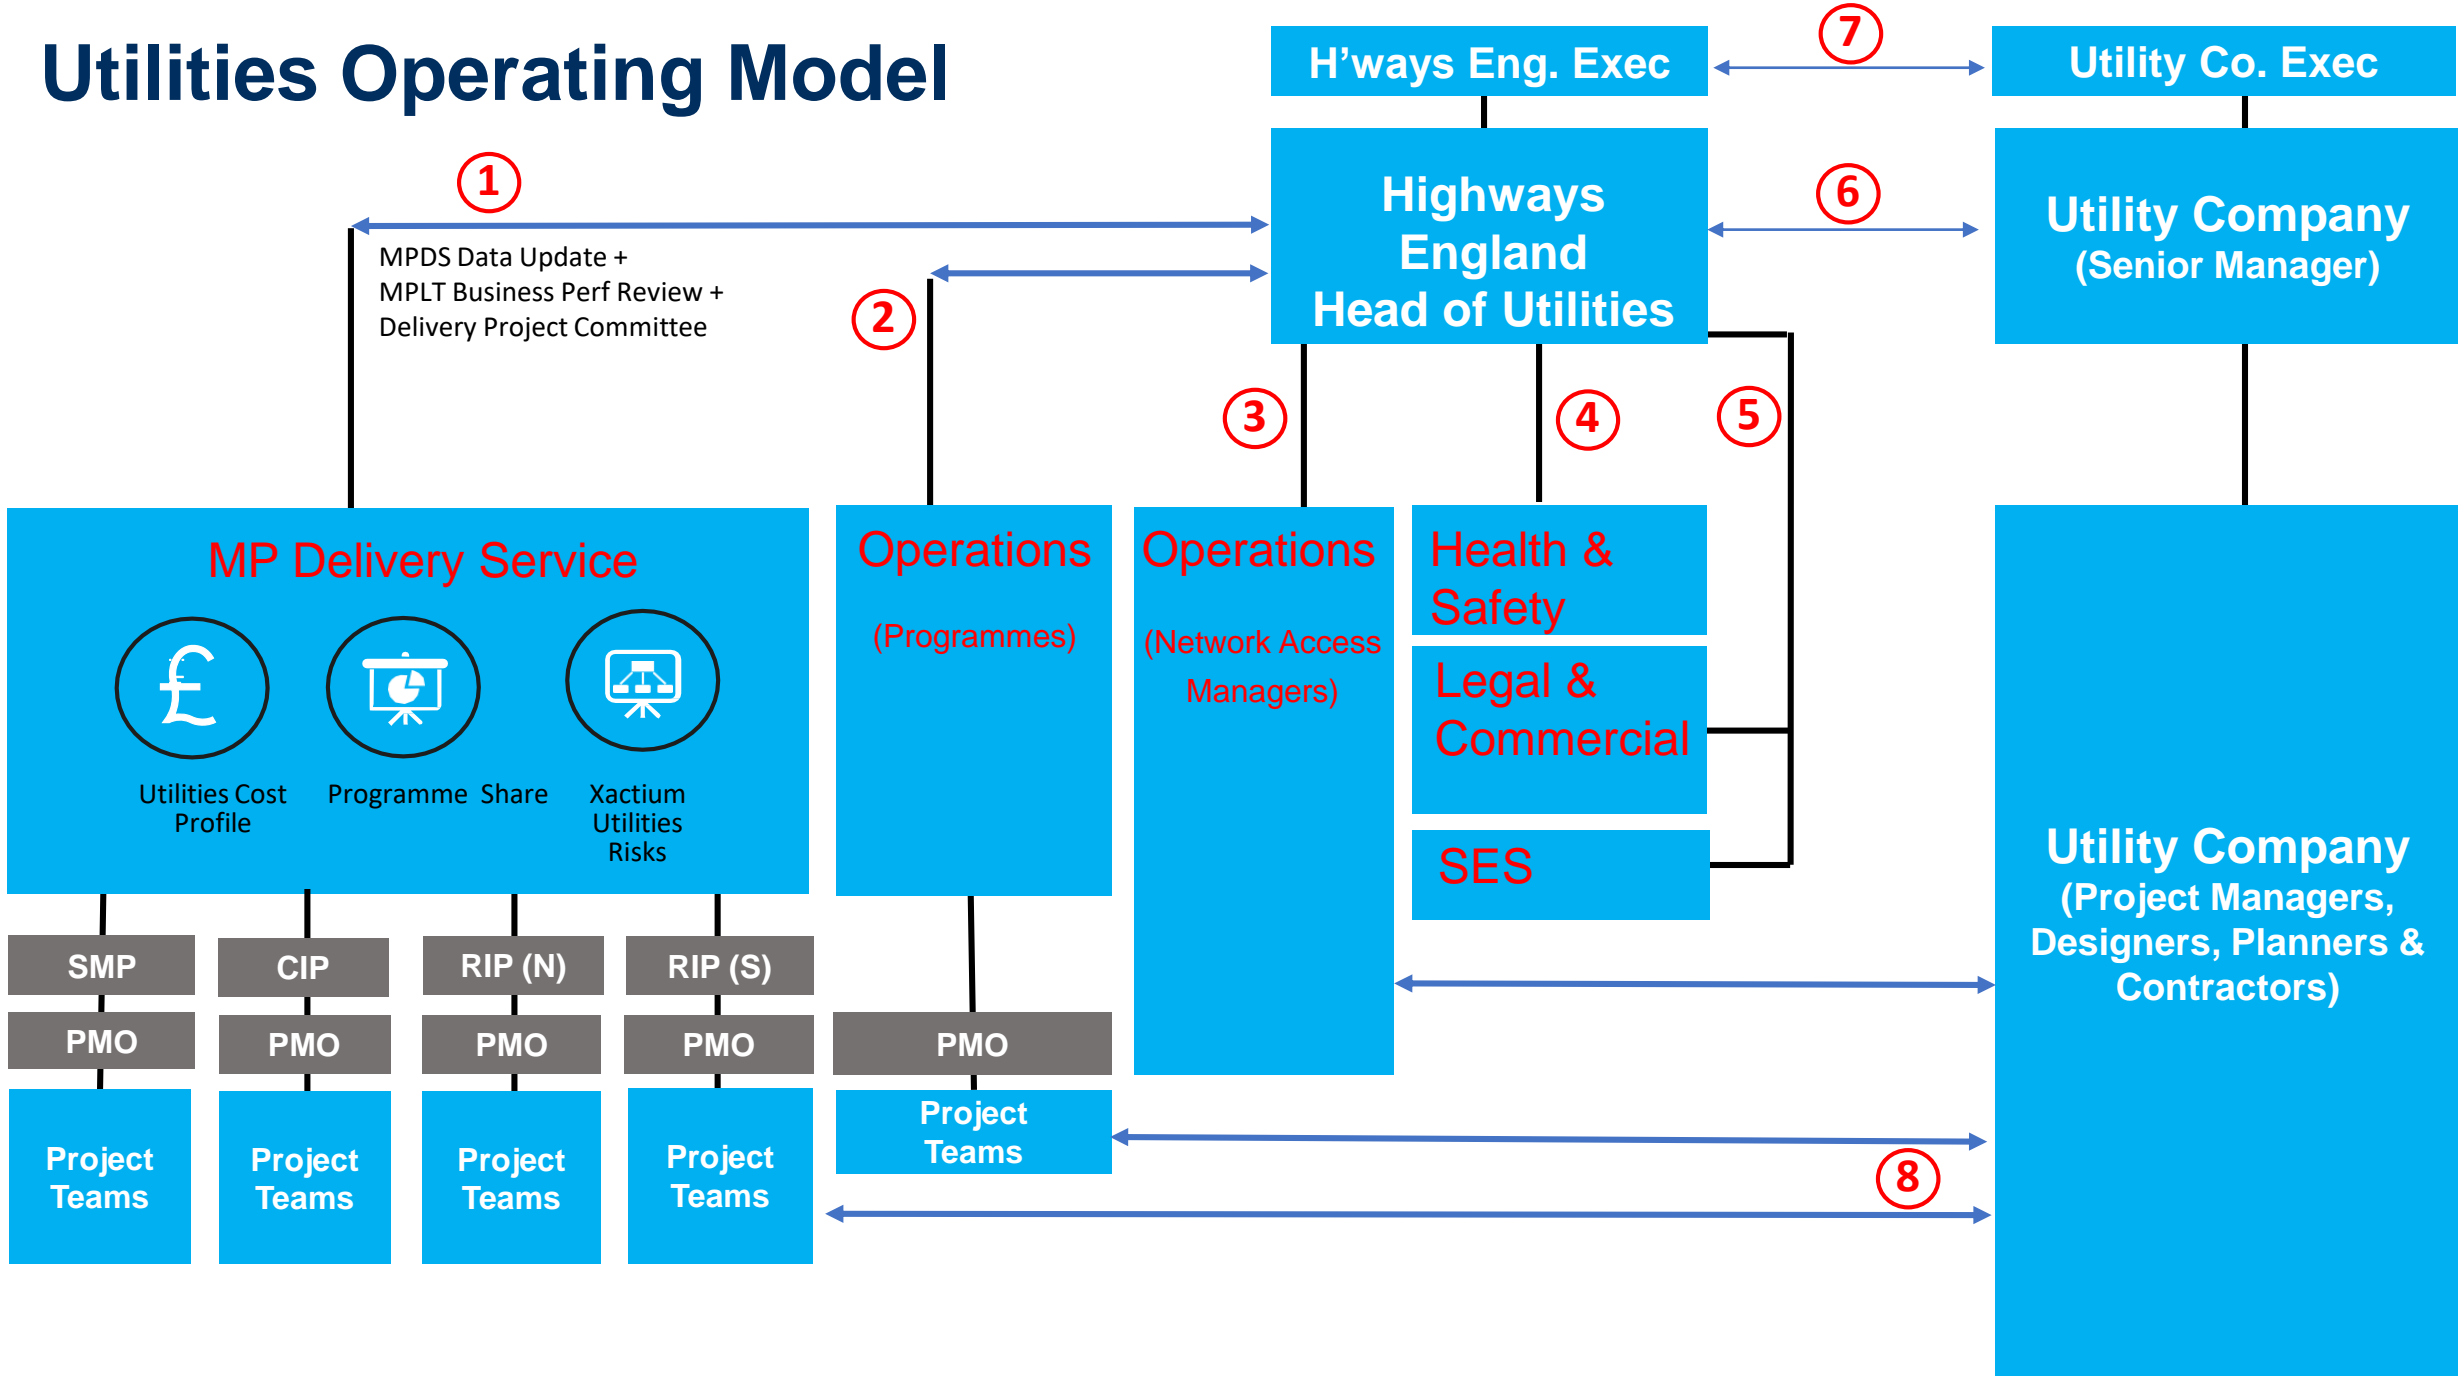 Utilities Operating Model
H'ways Eng. Exec
7
Utility Co. Exec
1
MPDS Data Update +
MPLT Business Perf Review +
Delivery Project Committee
2
Highways
England
Head of Utilities
6
Utility Company
(Senior Manager)
3
4
5
MP Delivery Service
Utilities Cost
Profile
Programme Share
Xactium
Utilities
Risks
Operations
(Programmes)
Operations
(Network Access
Managers)
Health &
Safety
Legal &
Commercial
SES
Utility Company
(Project Managers,
Designers, Planners &
Contractors)
SMP
CIP
RIP (N)
RIP (S)
PMO
PMO
PMO
PMO
PMO
Project
Teams
Project
Teams
Project
Teams
Project
Teams
Project
Teams
8